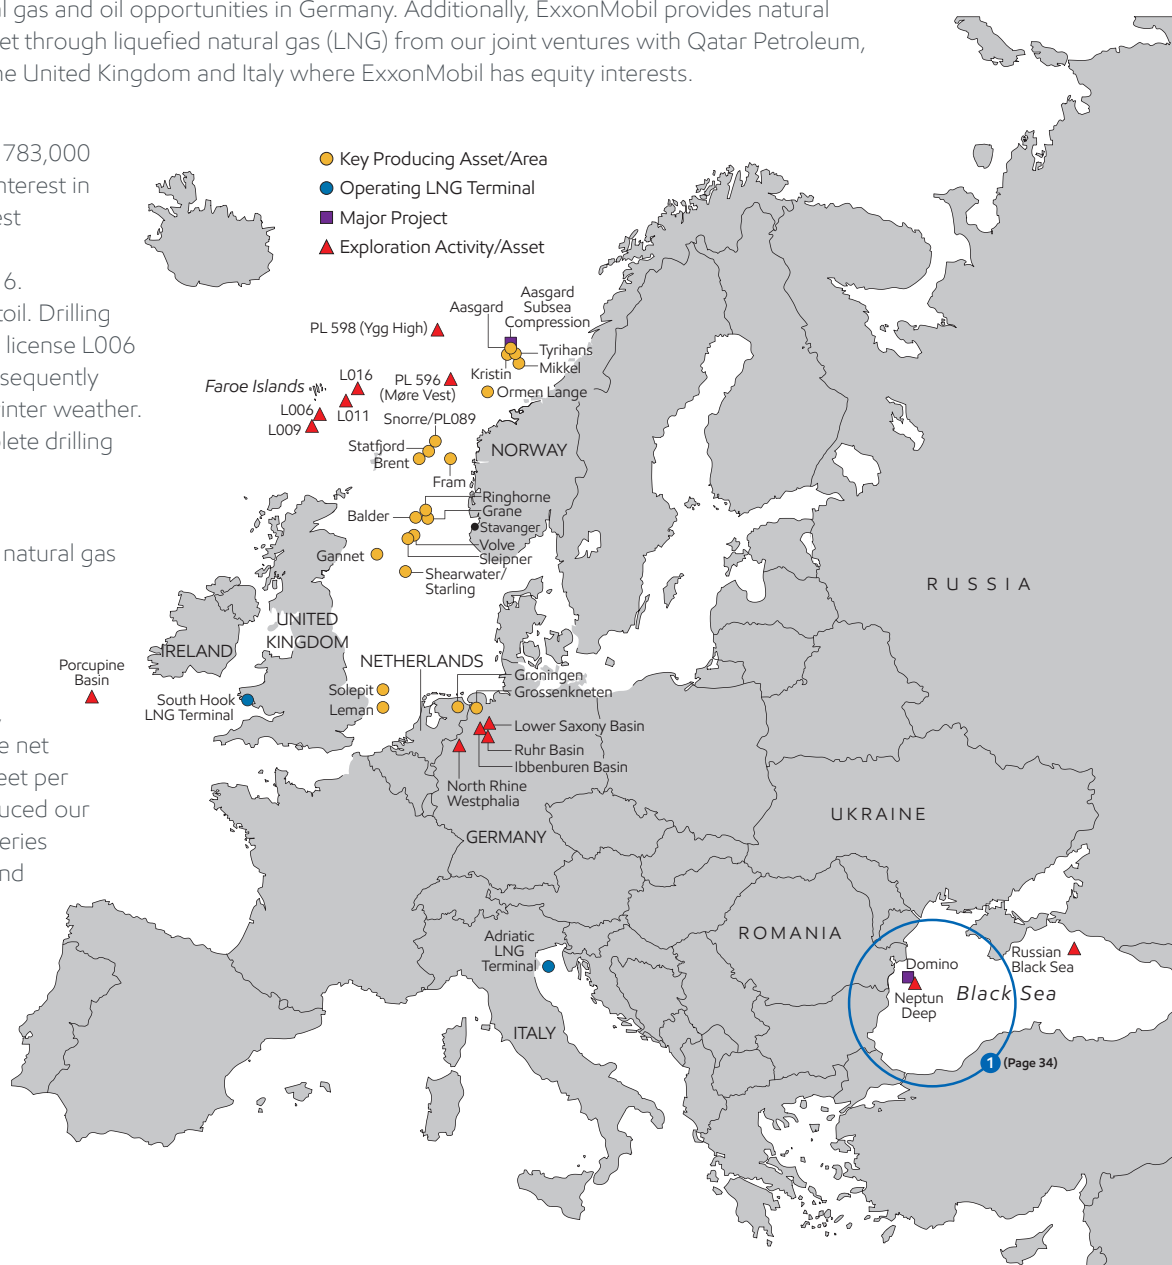 al gas and oil opportunities in Germany. Additionally, ExxonMobil provides natural
et through liquefied natural gas (LNG) from our joint ventures with Qatar Petroleum,
he United Kingdom and Italy where ExxonMobil has equity interests.
783,000
nterest in
est
6.
toil. Drilling
license L006
sequently
inter weather.
plete drilling
natural gas
e net
eet per
uced our
eries
nd
Key Producing Asset/Area
Operating LNG Terminal
Major Project
Exploration Activity/Asset
Aasgard
Aasgard
Subsea
Compression
PL 598 (Ygg High)
Tyrihans
Mikkel
Kristin
Ormen Lange
Faroe Islands
L016
PL 596
(Møre Vest)
L006
L011
L009
Snorre/PL089
Statfjord
Brent
Fram
NORWAY
Ringhorne
Grane
Balder
Stavanger
Volve
Sleipner
Gannet
Shearwater/
Starling
RUSSIA
UNITED
KINGDOM
IRELAND
NETHERLANDS
Porcupine
Basin
South Hook
LNG Terminal
Solepit
Leman
Groningen
Grossenkneten
Lower Saxony Basin
Ruhr Basin
Ibbenburen Basin
North Rhine
Westphalia
GERMANY
UKRAINE
ROMANIA
Adriatic
LNG
Terminal
ITALY
Domino
Neptun
Deep
Black Sea
Russian
Black Sea
1 (Page 34)